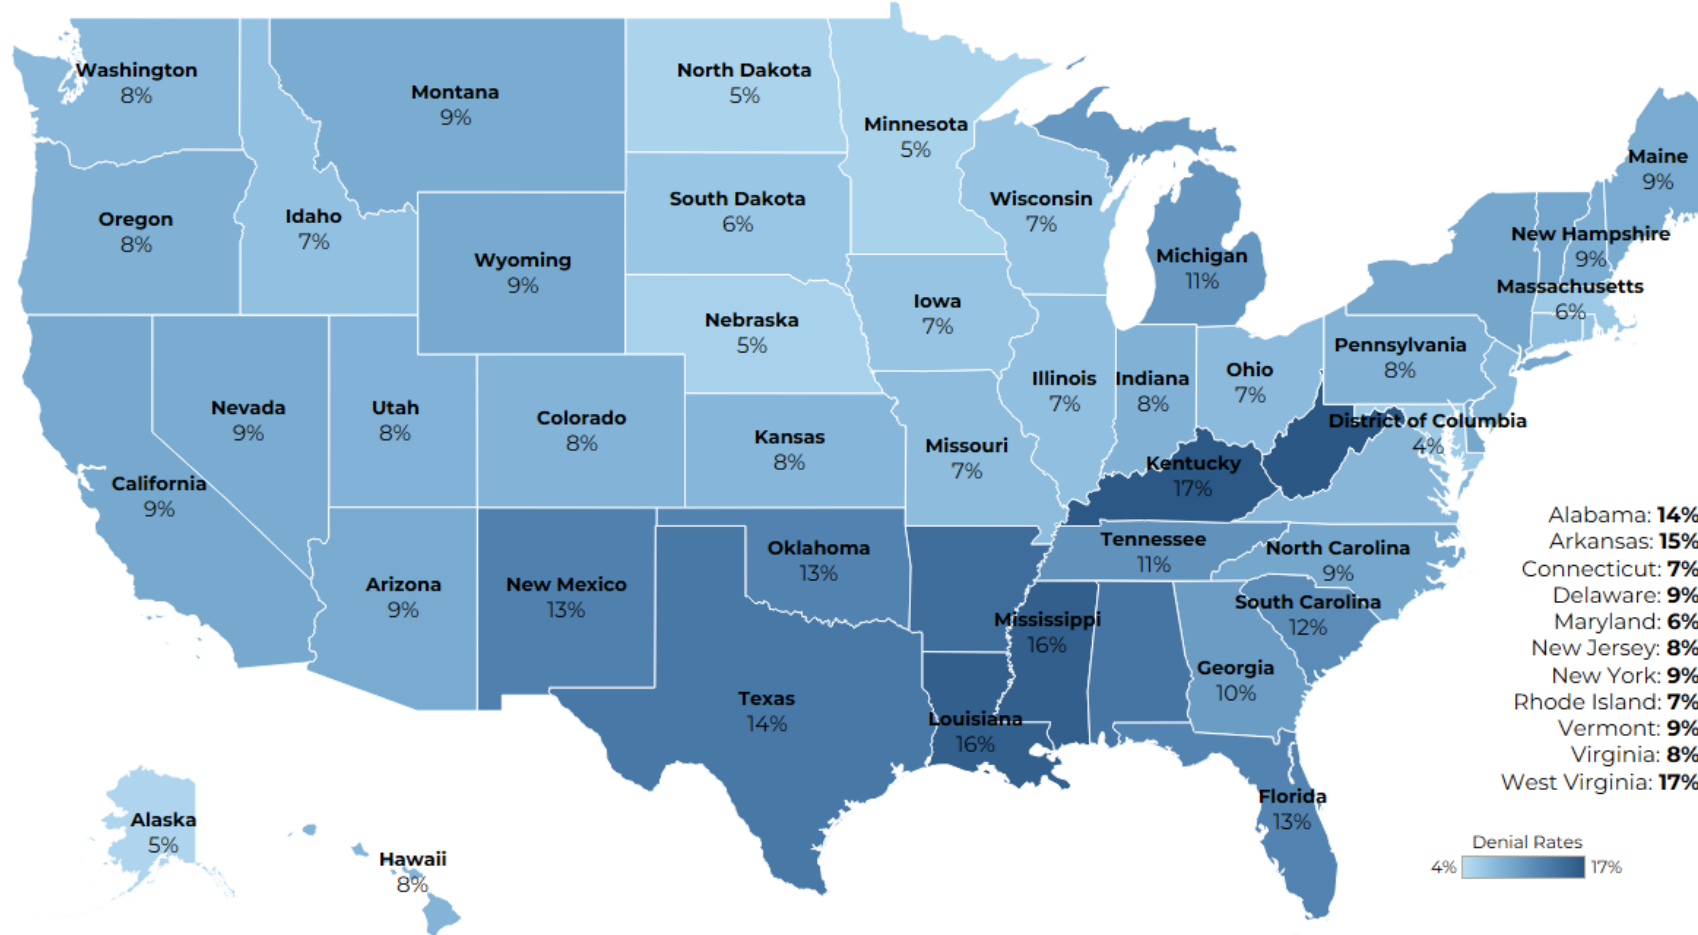 Washington
8%
Montana
9%
North Dakota
5%
Minnesota
5%
Maine
9%
Oregon
8%
Idaho
7%
South Dakota
6%
Wisconsin
7%
Wyoming
9%
Michigan
11%
New Hampshire
9%
Massachusetts
6%
Nebraska
5%
Iowa
7%
Pennsylvania
8%
Nevada
9%
Utah
8%
Colorado
8%
Kansas
8%
Missouri
7%
Illinois
7%
Indiana
8%
Ohio
7%
District of Columbia
4%
California
9%
Kentucky
17%
Arizona
9%
New Mexico
13%
Oklahoma
13%
Tennessee
11%
North Carolina
9%
South Carolina
12%
Mississippi
16%
Georgia
10%
Texas
14%
Louisiana
16%
Florida
13%
Alaska
5%
Hawaii
8%
Alabama: 14%
Arkansas: 15%
Connecticut: 7%
Delaware: 9%
Maryland: 6%
New Jersey: 8%
New York: 9%
Rhode Island: 7%
Vermont: 9%
Virginia: 8%
West Virginia: 17%
Denial Rates
4% 17%